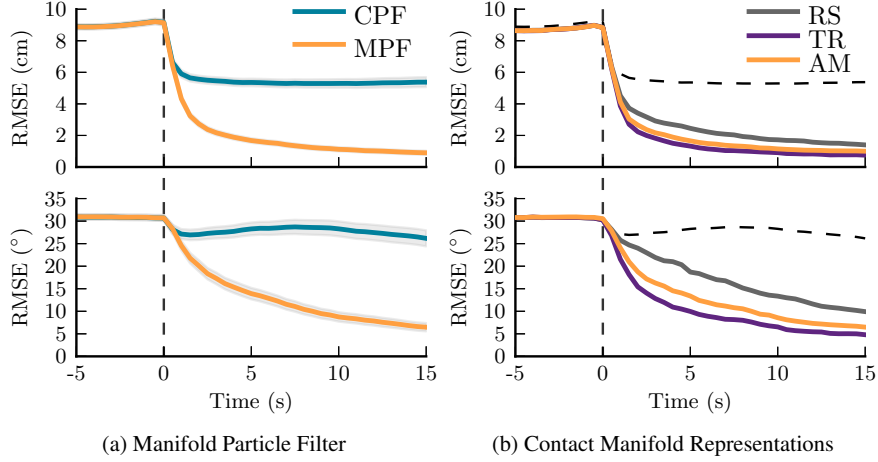 10
8
6
4
2
0
RMSE (cm)
CPF
MPF
10
8
6
4
2
0
RMSE (cm)
RS
TR
AM
35
30
25
20
15
10
5
0
RMSE (°)
-5 0 5 10 15
Time (s)
35
30
25
20
15
10
5
0
RMSE (°)
-5 0 5 10 15
Time (s)
(a) Manifold Particle Filter
(b) Contact Manifold Representations